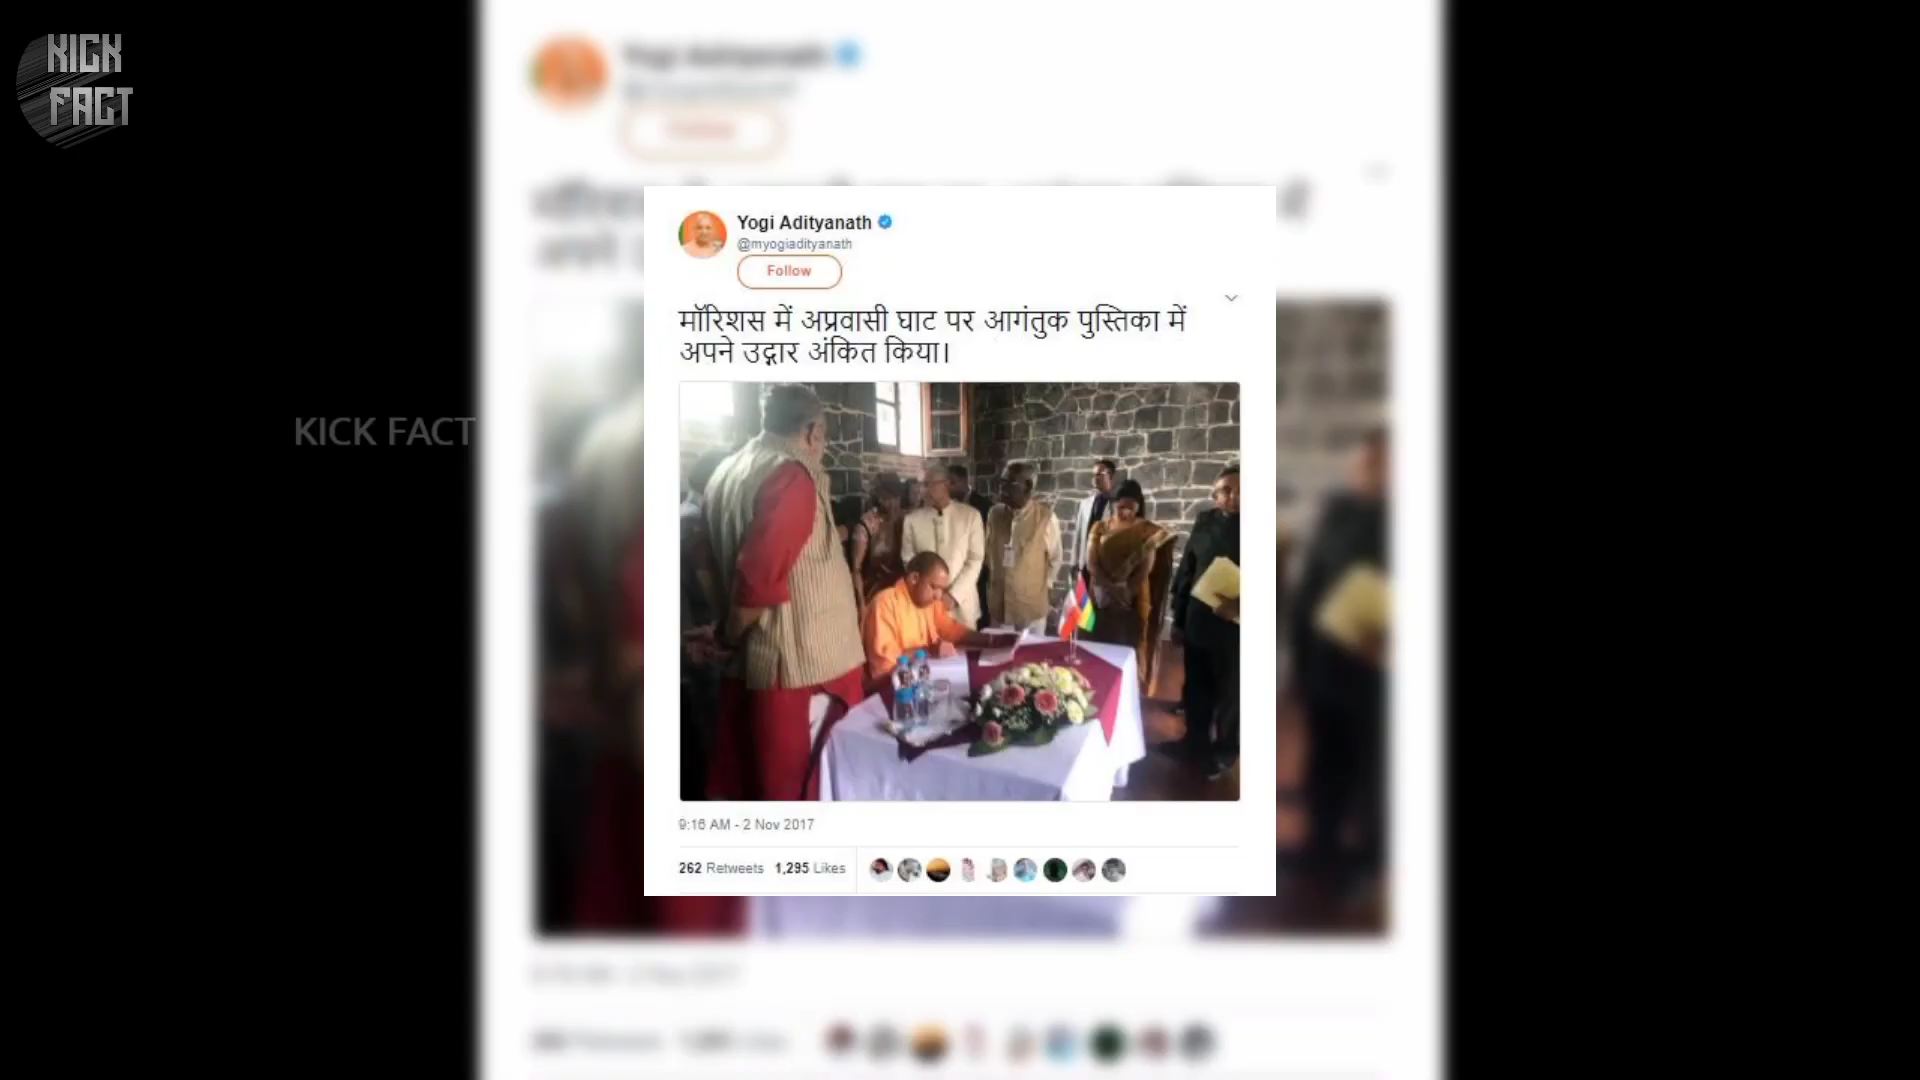 KICK
FACT
KICK FACT
Yogi Adityanath
@myogiadityanath
Follow
मॉरिशस में अप्रवासी घाट पर आगंतुक पुस्तिका में
अपने उद्गार अंकित किया।
9:16 AM - 2 Nov 2017
262 Retweets 1,295 Likes